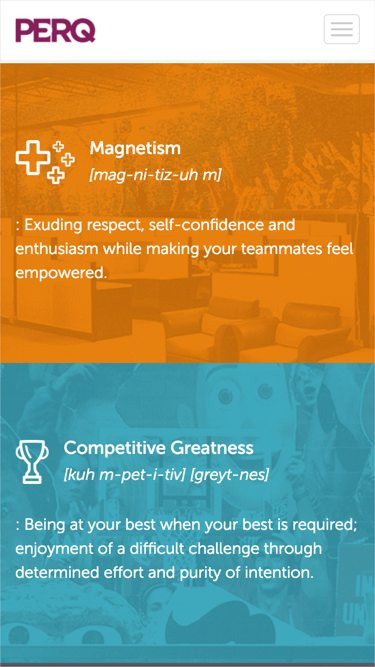 PERQ
Magnetism
[mag-ni-tiz-uh m]
: Exuding respect, self-confidence and
enthusiasm while making your teammates feel
empowered.
Competitive Greatness
[kuh m-pet-i-tiv] [greyt-nes]
: Being at your best when your best is required;
enjoyment of a difficult challenge through
determined effort and purity of intention.